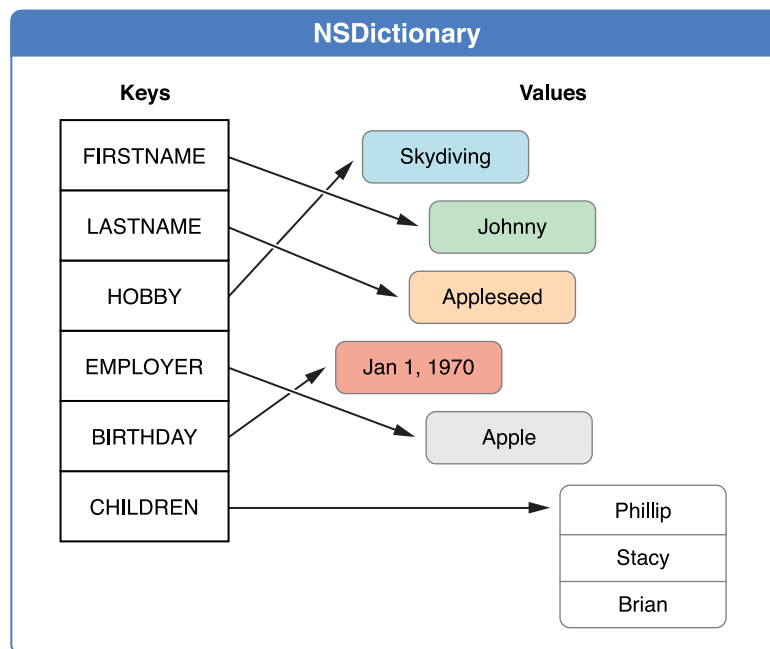 NSDictionary
Keys
Values
FIRSTNAME
LASTNAME
HOBBY
EMPLOYER
BIRTHDAY
CHILDREN
Skydiving
Johnny
Appleseed
Jan 1, 1970
Apple
Phillip
Stacy
Brian